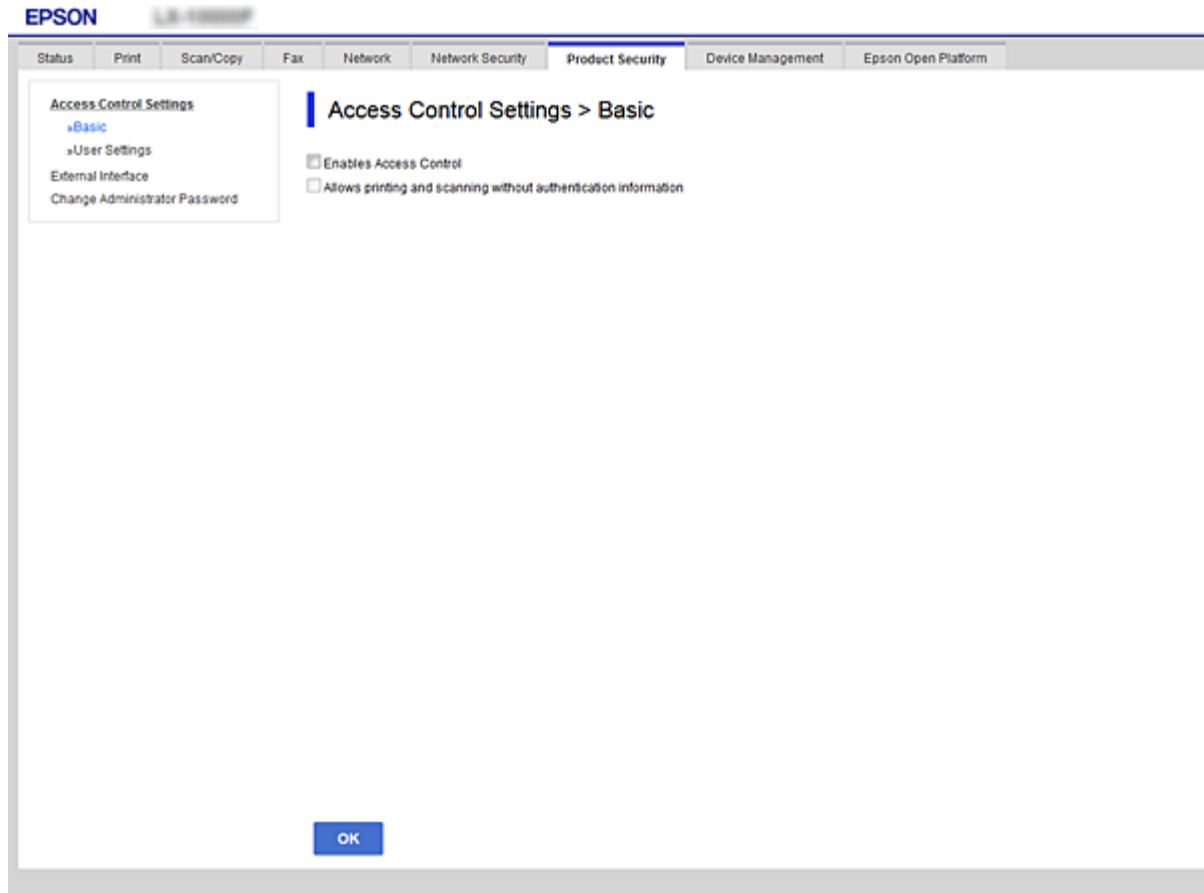 EPSON
Status Print Scan/Copy Fax Network Network Security Product Security Device Management Epson Open Platform
Access Control Settings
»Basic
»User Settings
External Interface
Change Administrator Password
Access Control Settings > Basic
Enables Access Control
Allows printing and scanning without authentication information
OK